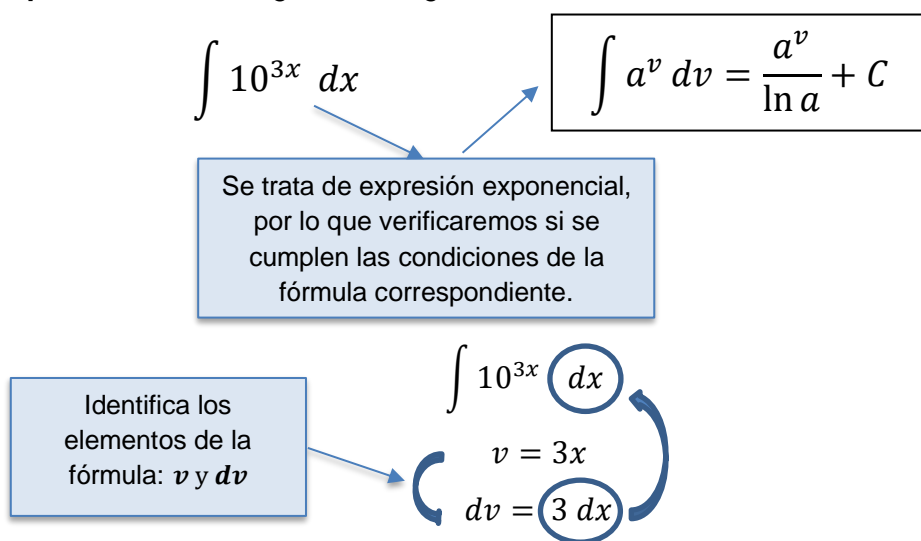 ∫ 10^{3x} dx
∫ a^v dv = a^v / ln a + C
Se trata de expresión exponencial,
por lo que verificaremos si se
cumplen las condiciones de la
fórmula correspondiente.
∫ 10^{3x} dx
Identifica los
elementos de la
fórmula: v y dv
v = 3x
dv = 3 dx